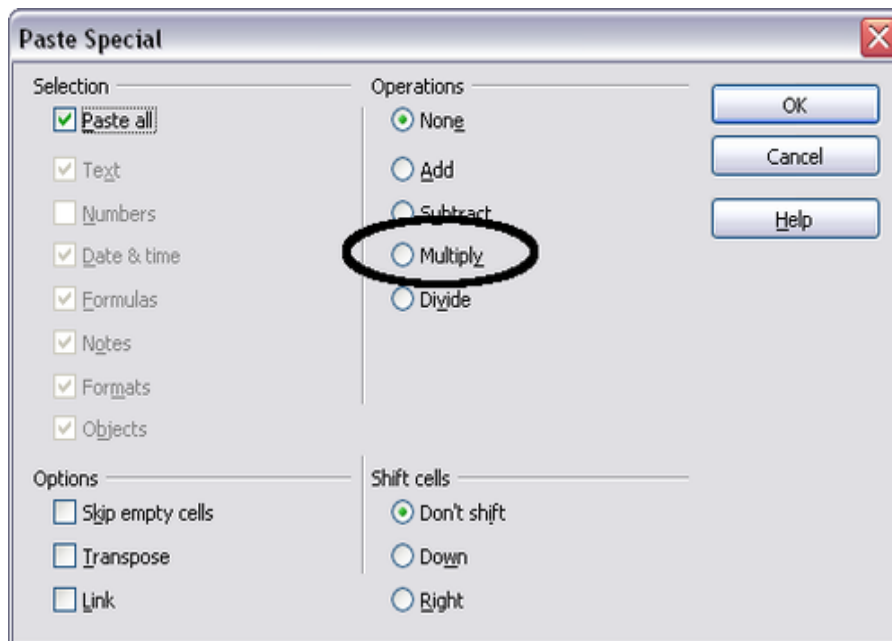 Paste Special
Selection
Paste all
Text
Numbers
Date & time
Formulas
Notes
Formats
Objects
Operations
None
Add
Subtract
Multiply
Divide
OK
Cancel
Help
Options
Skip empty cells
Transpose
Link
Shift cells
Don't shift
Down
Right